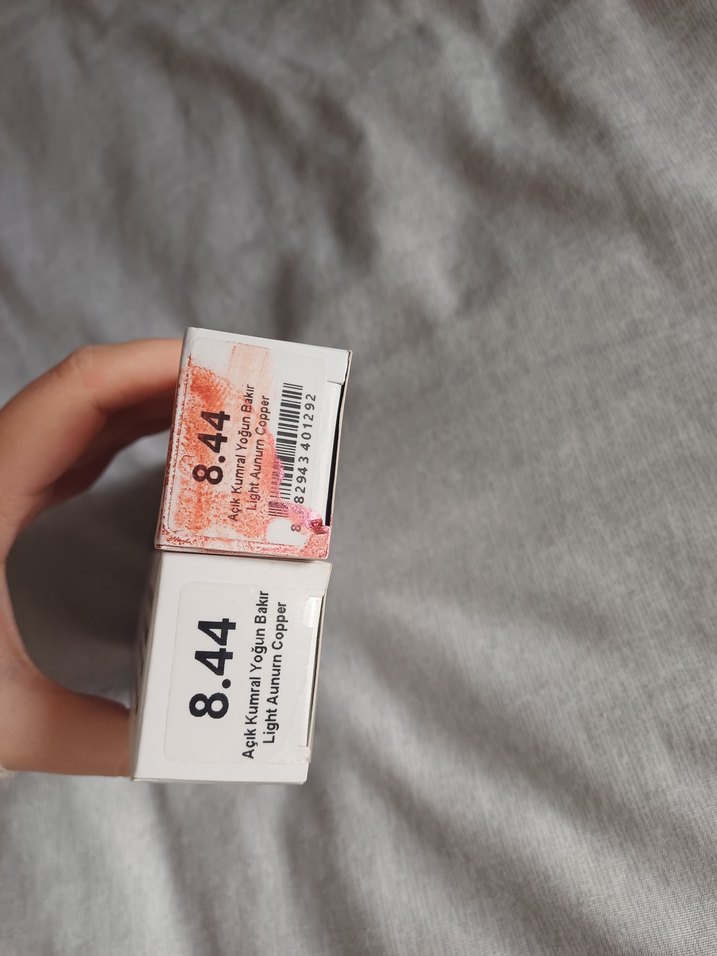 8.44
Açık Kumral Yoğun Bakır
Light Aunurn Copper
8 82943 401292
8.44
Açık Kumral Yoğun Bakır
Light Aunurn Copper